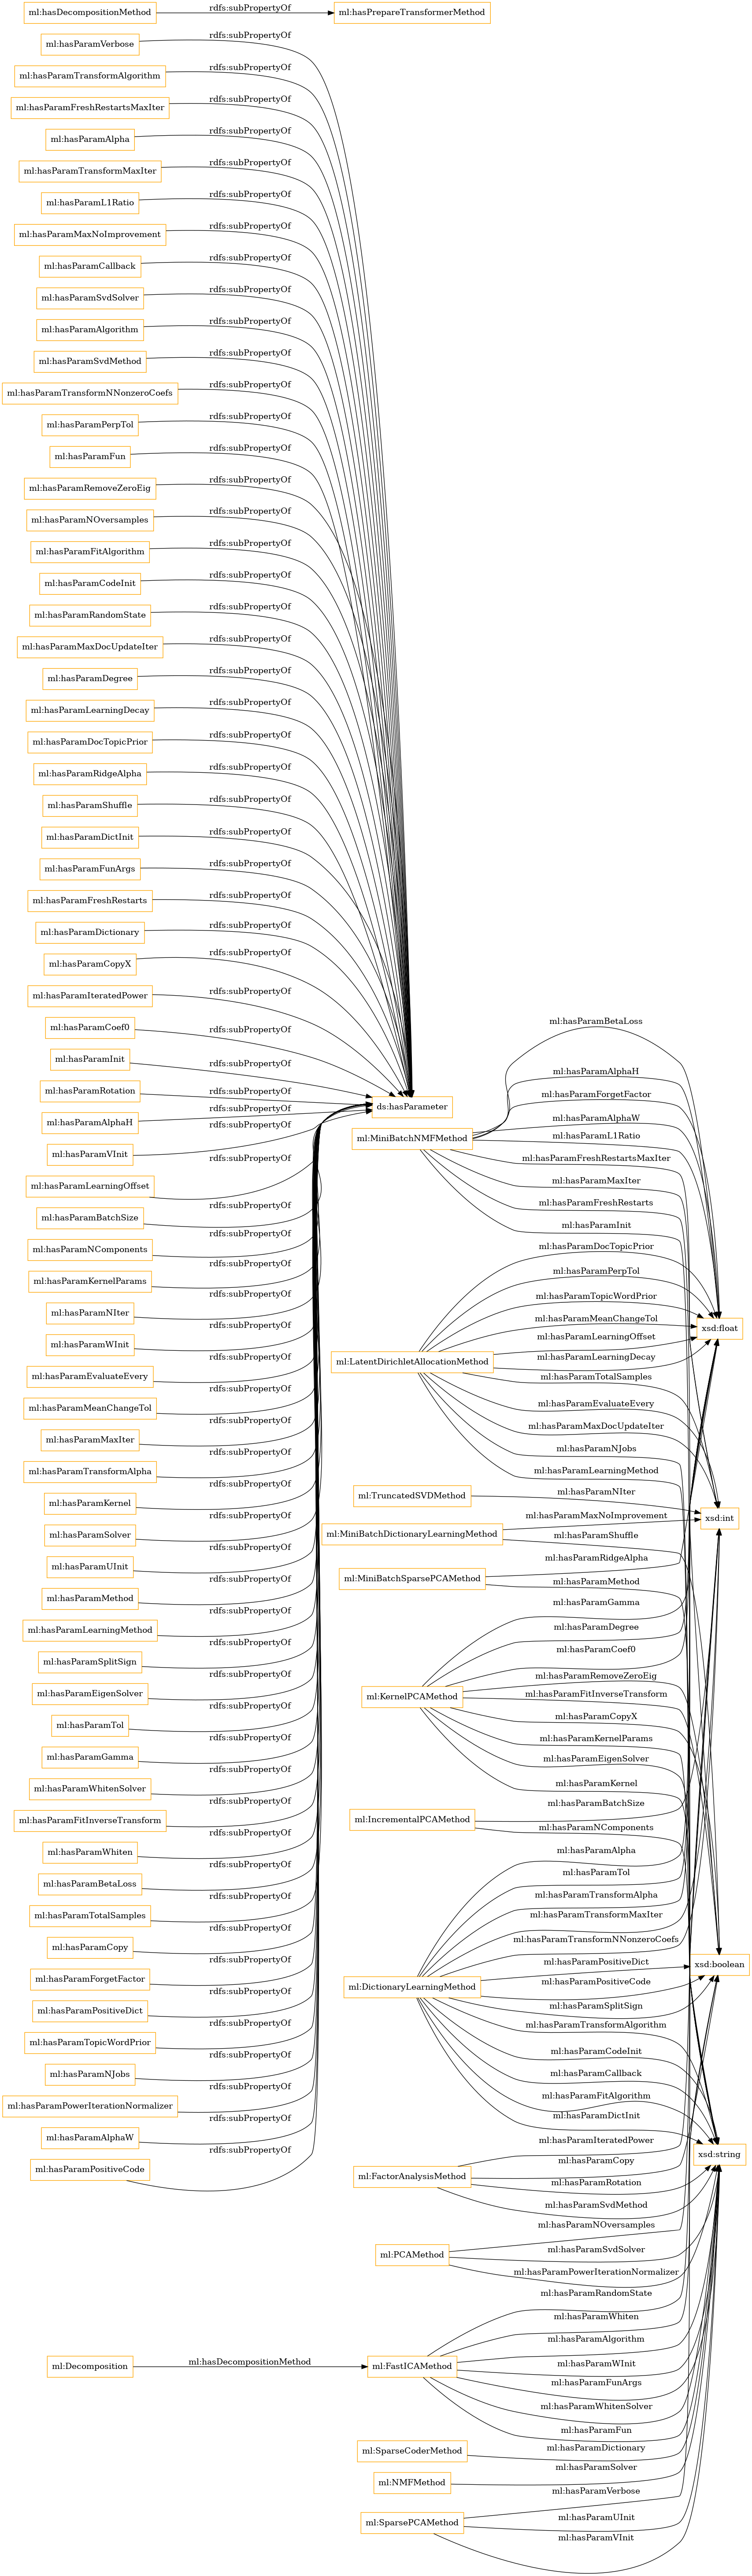 ml:hasDecompositionMethod rdfs:subPropertyOf ml:hasPrepareTransformerMethod
ml:hasParamVerbose rdfs:subPropertyOf
ml:hasParamTransformAlgorithm rdfs:subPropertyOf
ml:hasParamFreshRestartsMaxIter rdfs:subPropertyOf
ml:hasParamAlpha rdfs:subPropertyOf
ml:hasParamTransformMaxIter rdfs:subPropertyOf
ml:hasParamL1Ratio rdfs:subPropertyOf
ml:hasParamMaxNoImprovement rdfs:subPropertyOf
ml:hasParamCallback rdfs:subPropertyOf
ml:hasParamSvdSolver rdfs:subPropertyOf
ml:hasParamAlgorithm rdfs:subPropertyOf
ml:hasParamSvdMethod rdfs:subPropertyOf
ml:hasParamTransformNNonzeroCoefs rdfs:subPropertyOf
ml:hasParamPerpTol rdfs:subPropertyOf
ml:hasParamFun rdfs:subPropertyOf
ml:hasParamRemoveZeroEig rdfs:subPropertyOf
ml:hasParamNOversamples rdfs:subPropertyOf
ml:hasParamFitAlgorithm rdfs:subPropertyOf
ml:hasParamCodeInit rdfs:subPropertyOf
ml:hasParamRandomState rdfs:subPropertyOf
ml:hasParamMaxDocUpdateIter rdfs:subPropertyOf
ml:hasParamDegree rdfs:subPropertyOf
ml:hasParamLearningDecay rdfs:subPropertyOf
ml:hasParamDocTopicPrior rdfs:subPropertyOf
ml:hasParamRidgeAlpha rdfs:subPropertyOf
ml:hasParamShuffle rdfs:subPropertyOf
ml:hasParamDictInit rdfs:subPropertyOf
ml:hasParamFunArgs rdfs:subPropertyOf
ml:hasParamFreshRestarts rdfs:subPropertyOf
ml:hasParamDictionary rdfs:subPropertyOf
ml:hasParamCopyX rdfs:subPropertyOf
ml:hasParamIteratedPower rdfs:subPropertyOf
ml:hasParamCoef0 rdfs:subPropertyOf
ml:hasParamInit rdfs:subPropertyOf
ml:hasParamRotation rdfs:subPropertyOf
ml:hasParamAlphaH rdfs:subPropertyOf
ml:hasParamVInit rdfs:subPropertyOf
ml:hasParamLearningOffset rdfs:subPropertyOf
ml:hasParamBatchSize rdfs:subPropertyOf
ml:hasParamNComponents rdfs:subPropertyOf
ml:hasParamKernelParams rdfs:subPropertyOf
ml:hasParamNIter rdfs:subPropertyOf
ml:hasParamWInit rdfs:subPropertyOf
ml:hasParamEvaluateEvery rdfs:subPropertyOf
ml:hasParamMeanChangeTol rdfs:subPropertyOf
ml:hasParamMaxIter rdfs:subPropertyOf
ml:hasParamTransformAlpha rdfs:subPropertyOf
ml:hasParamKernel rdfs:subPropertyOf
ml:hasParamSolver rdfs:subPropertyOf
ml:hasParamUInit rdfs:subPropertyOf
ml:hasParamMethod rdfs:subPropertyOf
ml:hasParamLearningMethod rdfs:subPropertyOf
ml:hasParamSplitSign rdfs:subPropertyOf
ml:hasParamEigenSolver rdfs:subPropertyOf
ml:hasParamTol rdfs:subPropertyOf
ml:hasParamGamma rdfs:subPropertyOf
ml:hasParamWhitenSolver rdfs:subPropertyOf
ml:hasParamFitInverseTransform rdfs:subPropertyOf
ml:hasParamWhiten rdfs:subPropertyOf
ml:hasParamBetaLoss rdfs:subPropertyOf
ml:hasParamTotalSamples rdfs:subPropertyOf
ml:hasParamCopy rdfs:subPropertyOf
ml:hasParamForgetFactor rdfs:subPropertyOf
ml:hasParamPositiveDict rdfs:subPropertyOf
ml:hasParamTopicWordPrior rdfs:subPropertyOf
ml:hasParamNJobs rdfs:subPropertyOf
ml:hasParamPowerIterationNormalizer rdfs:subPropertyOf
ml:hasParamAlphaW rdfs:subPropertyOf
ml:hasParamPositiveCode rdfs:subPropertyOf
ds:hasParameter
ml:MiniBatchNMFMethod
ml:hasParamBetaLoss
ml:hasParamAlphaH
ml:hasParamForgetFactor
ml:hasParamAlphaW
ml:hasParamL1Ratio
ml:hasParamFreshRestartsMaxIter
ml:hasParamMaxIter
ml:hasParamFreshRestarts
ml:hasParamInit
ml:LatentDirichletAllocationMethod
ml:hasParamDocTopicPrior
ml:hasParamPerpTol
ml:hasParamTopicWordPrior
ml:hasParamMeanChangeTol
ml:hasParamLearningOffset
ml:hasParamLearningDecay
ml:hasParamTotalSamples
ml:hasParamEvaluateEvery
ml:hasParamMaxDocUpdateIter
ml:hasParamNJobs
ml:hasParamLearningMethod
xsd:float
ml:TruncatedSVDMethod ml:hasParamNIter
xsd:int
ml:MiniBatchDictionaryLearningMethod
ml:hasParamMaxNoImprovement
ml:hasParamShuffle
ml:MiniBatchSparsePCAMethod
ml:hasParamRidgeAlpha
ml:hasParamMethod
ml:KernelPCAMethod
ml:hasParamGamma
ml:hasParamDegree
ml:hasParamCoef0
ml:hasParamRemoveZeroEig
ml:hasParamFitInverseTransform
ml:hasParamCopyX
ml:hasParamKernelParams
ml:hasParamEigenSolver
ml:hasParamKernel
ml:IncrementalPCAMethod
ml:hasParamBatchSize
ml:hasParamNComponents
ml:DictionaryLearningMethod
ml:hasParamAlpha
ml:hasParamTol
ml:hasParamTransformAlpha
ml:hasParamTransformMaxIter
ml:hasParamTransformNNonzeroCoefs
ml:hasParamPositiveDict
ml:hasParamPositiveCode
ml:hasParamSplitSign
ml:hasParamTransformAlgorithm
ml:hasParamCodeInit
ml:hasParamCallback
ml:hasParamFitAlgorithm
ml:hasParamDictInit
xsd:boolean
xsd:string
ml:FactorAnalysisMethod
ml:hasParamIteratedPower
ml:hasParamCopy
ml:hasParamRotation
ml:hasParamSvdMethod
ml:PCAMethod
ml:hasParamNOversamples
ml:hasParamSvdSolver
ml:hasParamPowerIterationNormalizer
ml:Decomposition ml:hasDecompositionMethod ml:FastICAMethod
ml:hasParamRandomState
ml:hasParamWhiten
ml:hasParamAlgorithm
ml:hasParamWInit
ml:hasParamFunArgs
ml:hasParamWhitenSolver
ml:hasParamFun
ml:SparseCoderMethod ml:hasParamDictionary
ml:NMFMethod ml:hasParamSolver
ml:SparsePCAMethod
ml:hasParamVerbose
ml:hasParamUInit
ml:hasParamVInit